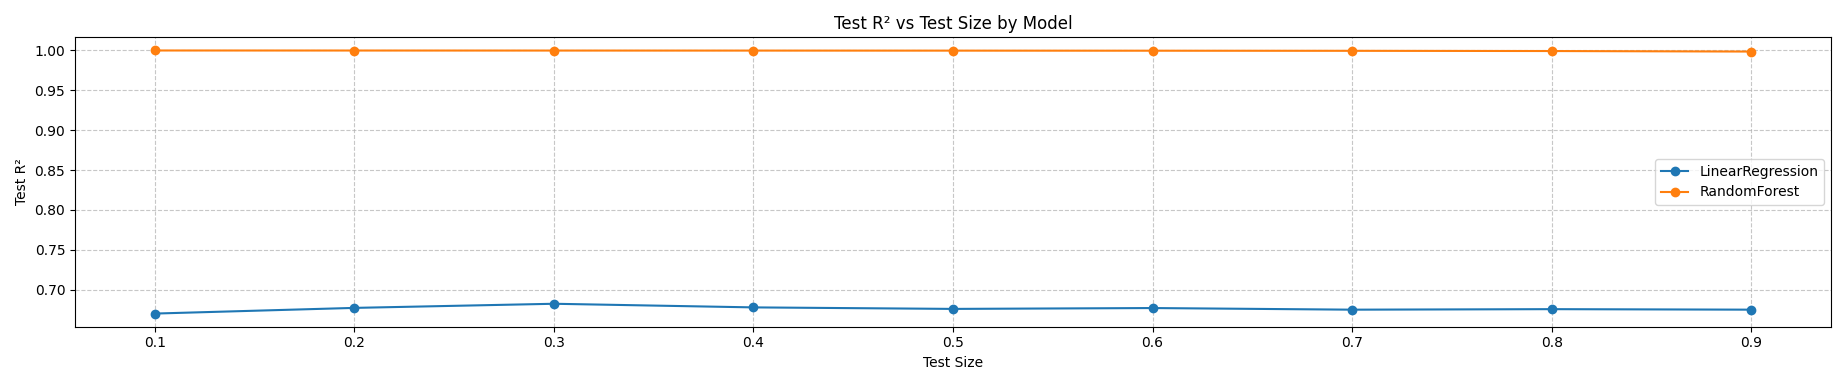 Test R² vs Test Size by Model
1.00
0.95
0.90
0.85
0.80
0.75
0.70
Test R²
LinearRegression
RandomForest
0.1 0.2 0.3 0.4 0.5 0.6 0.7 0.8 0.9
Test Size